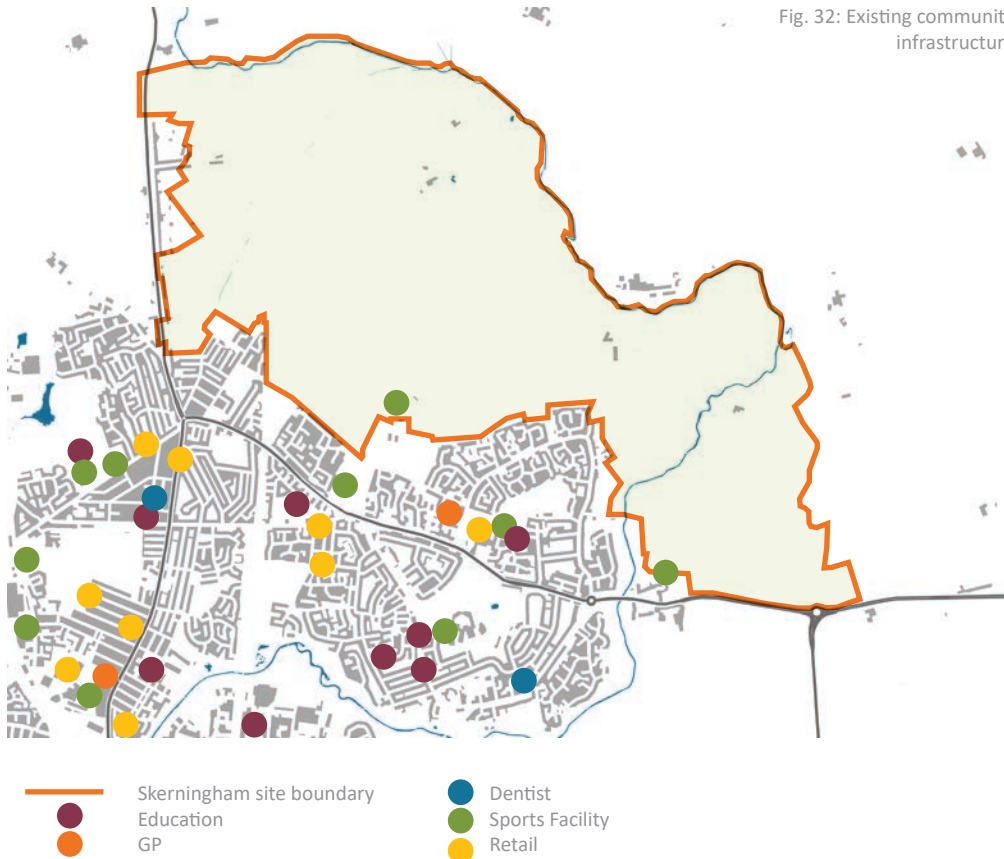 Fig. 32: Existing communit
infrastructur
Skerningham site boundary
Education
GP
Dentist
Sports Facility
Retail